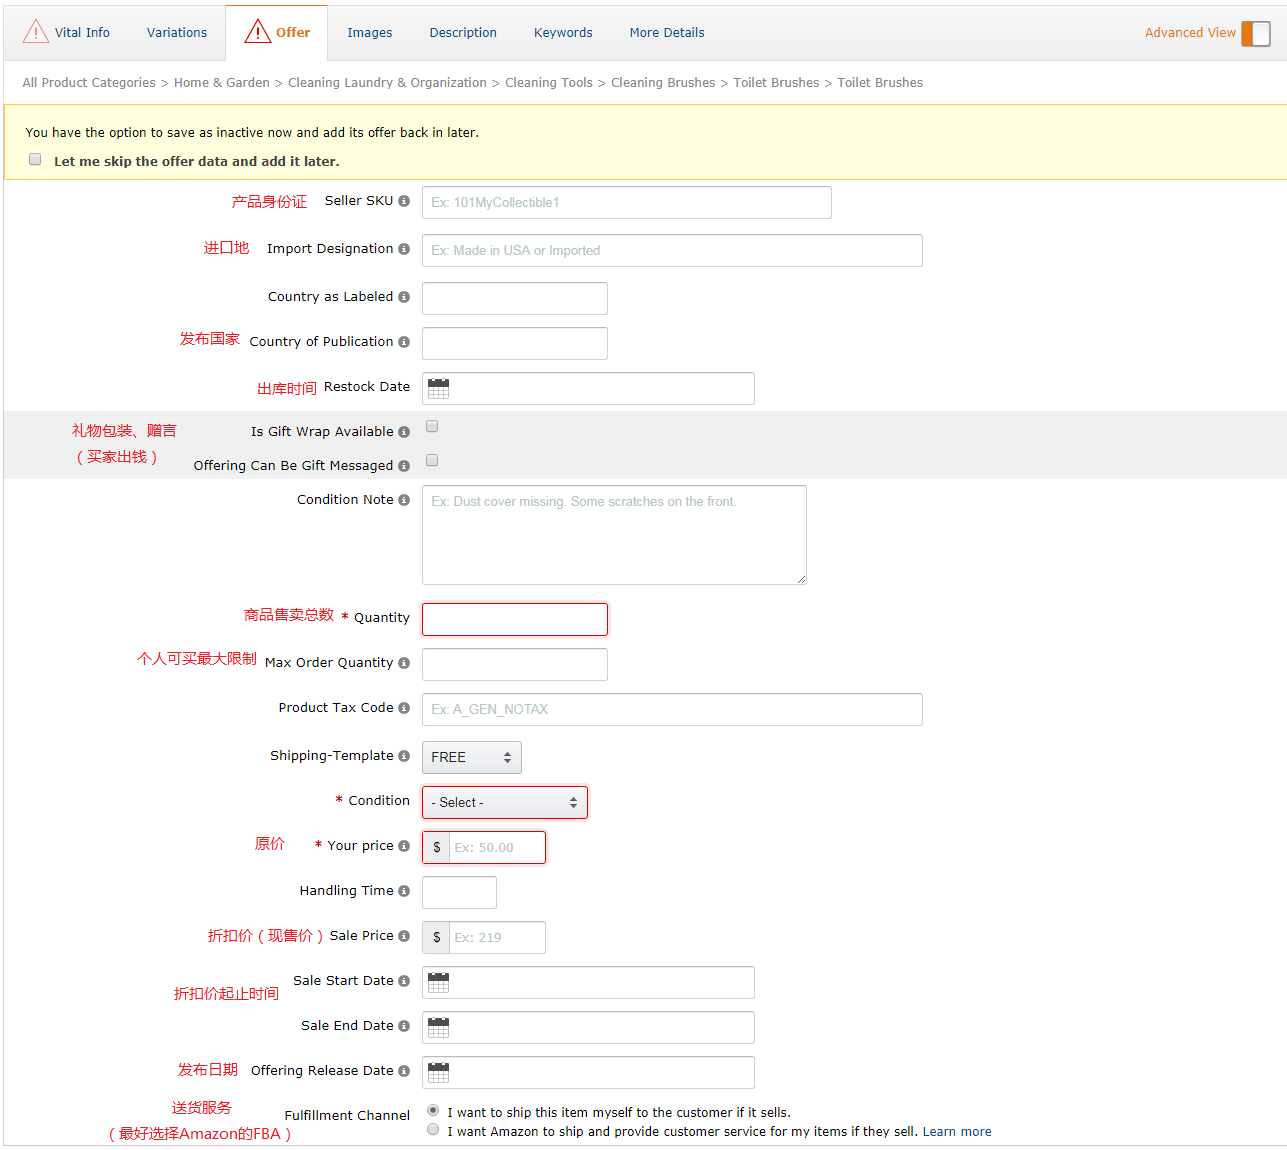 Vital Info Variations Offer Images Description Keywords More Details Advanced View
All Product Categories > Home & Garden > Cleaning Laundry & Organization > Cleaning Tools > Cleaning Brushes > Toilet Brushes > Toilet Brushes
You have the option to save as inactive now and add its offer back in later.
Let me skip the offer data and add it later.
产品身份证 Seller SKU Ex: 101MyCollectible1
进口地 Import Designation Ex: Made in USA or Imported
Country as Labeled
发布国家 Country of Publication
出库时间 Restock Date
礼物包装、赠言 Is Gift Wrap Available
（买家出钱） Offering Can Be Gift Messaged
Condition Note Ex: Dust cover missing. Some scratches on the front.
商品售卖总数 * Quantity
个人可买最大限制 Max Order Quantity
Product Tax Code Ex: A_GEN_NOTAX
Shipping-Template FREE
* Condition - Select -
原价 * Your price $ Ex: 50.00
Handling Time
折扣价（现售价） Sale Price $ Ex: 219
Sale Start Date
折扣价起止时间
Sale End Date
发布日期 Offering Release Date
送货服务 Fulfillment Channel I want to ship this item myself to the customer if it sells.
（最好选择Amazon的FBA） I want Amazon to ship and provide customer service for my items if they sell. Learn more